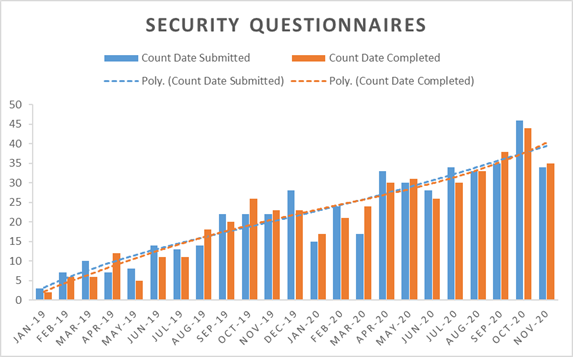 SECURITY QUESTIONNAIRES
Count Date Submitted Count Date Completed
Poly. (Count Date Submitted) Poly. (Count Date Completed)
50
45
40
35
30
25
20
15
10
5
0
JAN-19 FEB-19 MAR-19 APR-19 MAY-19 JUN-19 JUL-19 AUG-19 SEP-19 OCT-19 NOV-19 DEC-19 JAN-20 FEB-20 MAR-20 APR-20 MAY-20 JUN-20 JUL-20 AUG-20 SEP-20 OCT-20 NOV-20